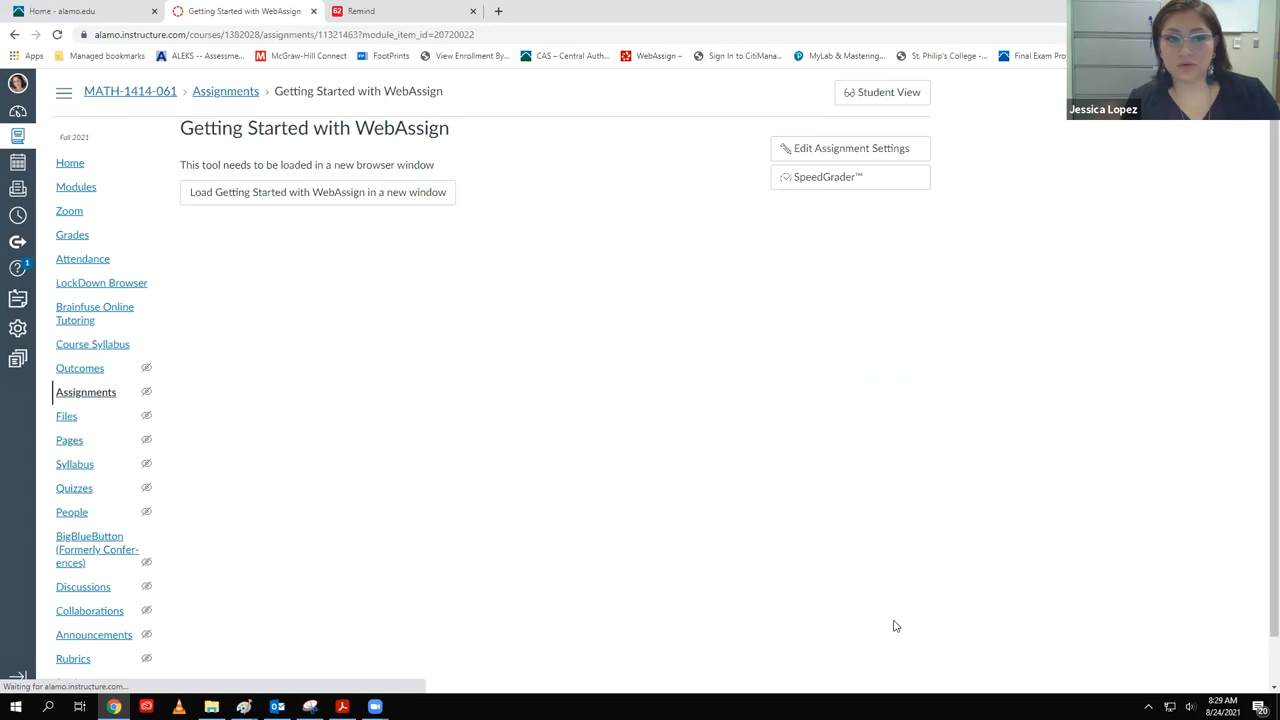 Home - alamo.edu
Getting Started with WebAssign
62 Remind
alamo.instructure.com/courses/1382028/assignments/11321463?module_item_id=20720022
Apps
Managed bookmarks
ALEKS -- Assessme...
McGraw-Hill Connect
FootPrints
View Enrollment By...
CAS – Central Auth...
WebAssign –
Sign In to CitiMana...
MyLab & Mastering...
St. Philip's College -...
Final Exam Pro
Jessica Lopez
MATH-1414-061 › Assignments › Getting Started with WebAssign
Student View
Fall 2021
Home
Modules
Zoom
Grades
Attendance
LockDown Browser
Brainfuse Online
Tutoring
Course Syllabus
Outcomes
Assignments
Files
Pages
Syllabus
Quizzes
People
BigBlueButton
(Formerly Confer-
ences)
Discussions
Collaborations
Announcements
Rubrics
1
Getting Started with WebAssign
This tool needs to be loaded in a new browser window
Load Getting Started with WebAssign in a new window
Edit Assignment Settings
SpeedGrader™
Waiting for alamo.instructure.com...
8:29 AM
8/24/2021
20